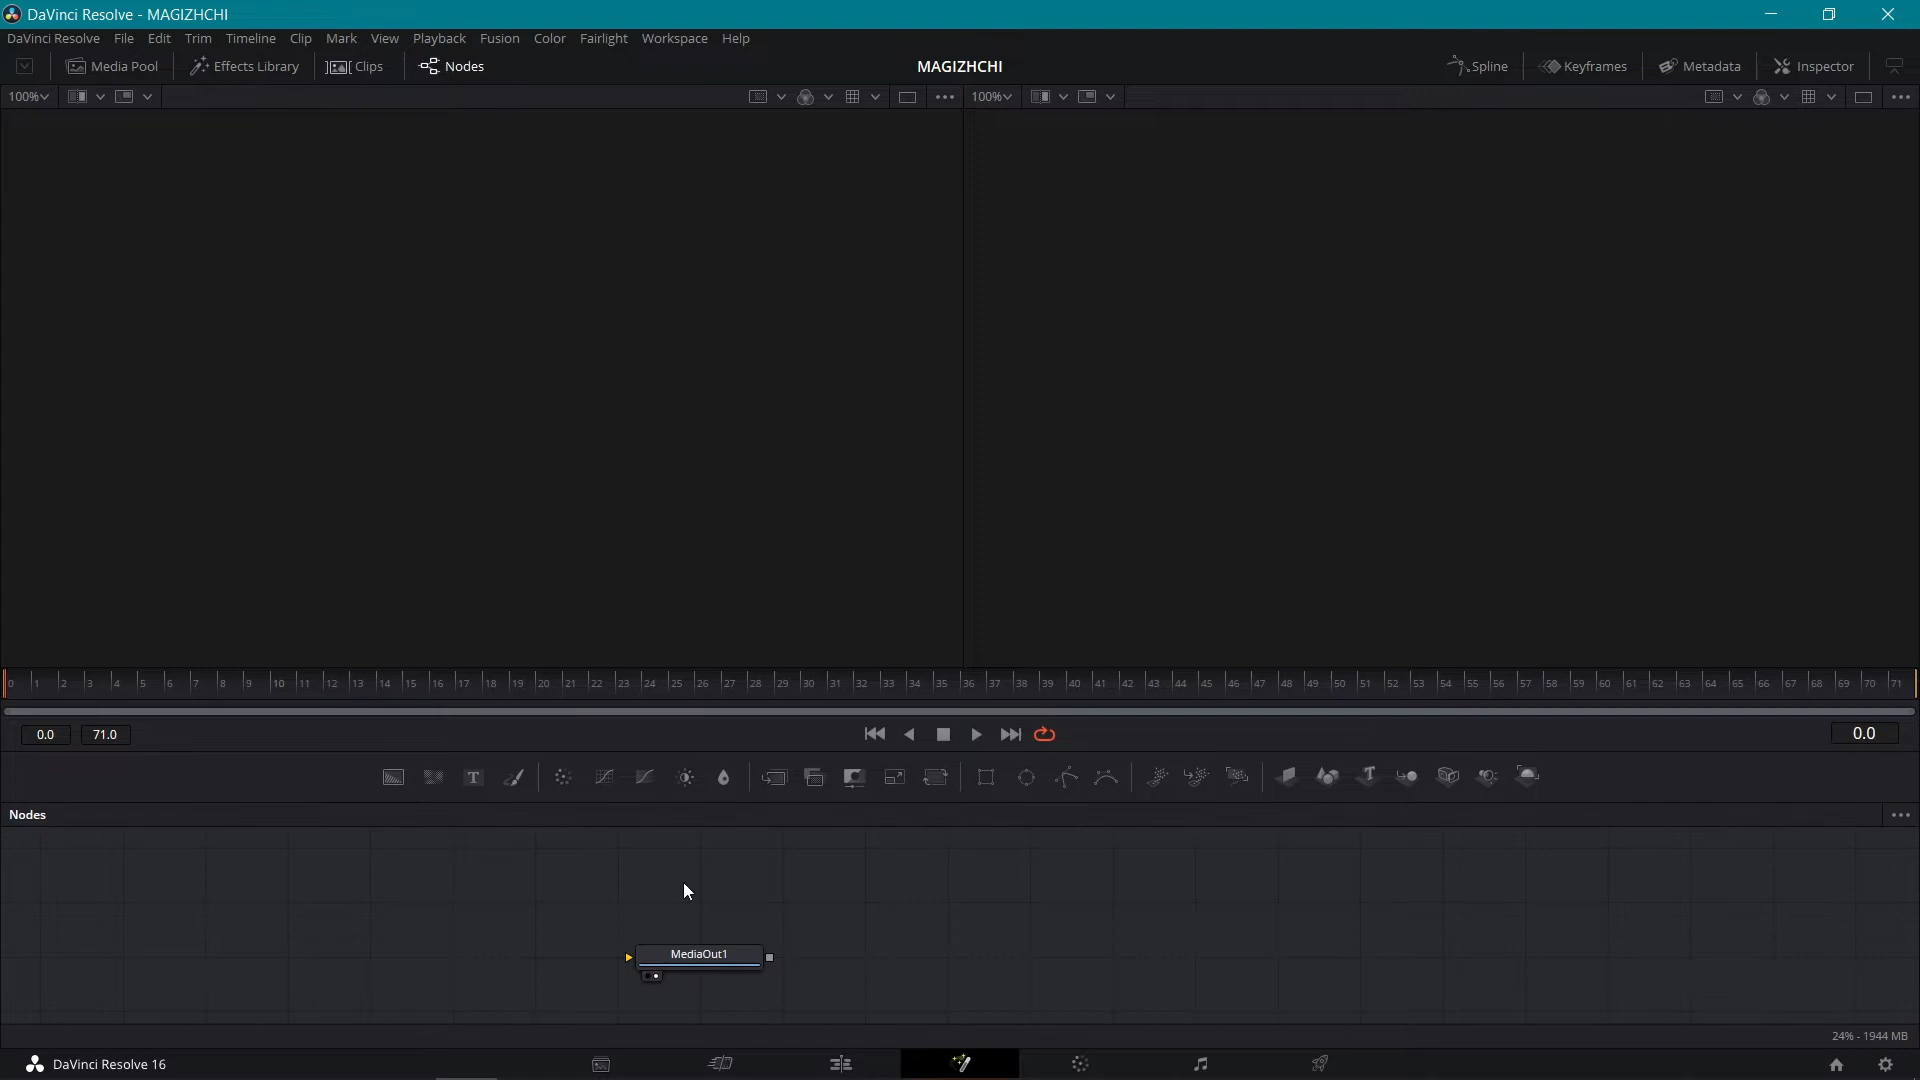 DaVinci Resolve - MAGIZHCHI
DaVinci Resolve File Edit Trim Timeline Clip Mark View Playback Fusion Color Fairlight Workspace Help
Media Pool Effects Library Clips Nodes MAGIZHCHI Spline Keyframes Metadata Inspector
100% 100%
0 1 2 3 4 5 6 7 8 9 10 11 12 13 14 15 16 17 18 19 20 21 22 23 24 25 26 27 28 29 30 31 32 33 34 35 36 37 38 39 40 41 42 43 44 45 46 47 48 49 50 51 52 53 54 55 56 57 58 59 60 61 62 63 64 65 66 67 68 69 70 71
0.0 71.0 0.0
T T
Nodes
MediaOut1
24% - 1944 MB
DaVinci Resolve 16